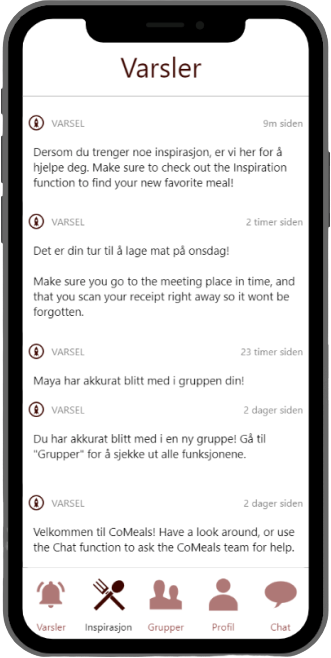 Varsler
VARSEL 9m siden
Dersom du trenger noe inspirasjon, er vi her for å
hjelpe deg. Make sure to check out the Inspiration
function to find your new favorite meal!
VARSEL 2 timer siden
Det er din tur til å lage mat på onsdag!
Make sure you go to the meeting place in time, and
that you scan your receipt right away so it wont be
forgotten.
VARSEL 23 timer siden
Maya har akkurat blitt med i gruppen din!
VARSEL 2 dager siden
Du har akkurat blitt med i en ny gruppe! Gå til
"Grupper" for å sjekke ut alle funksjonene.
VARSEL 2 dager siden
Velkommen til CoMeals! Have a look around, or use
the Chat function to ask the CoMeals team for help.
Varsler Inspirasjon Grupper Profil Chat